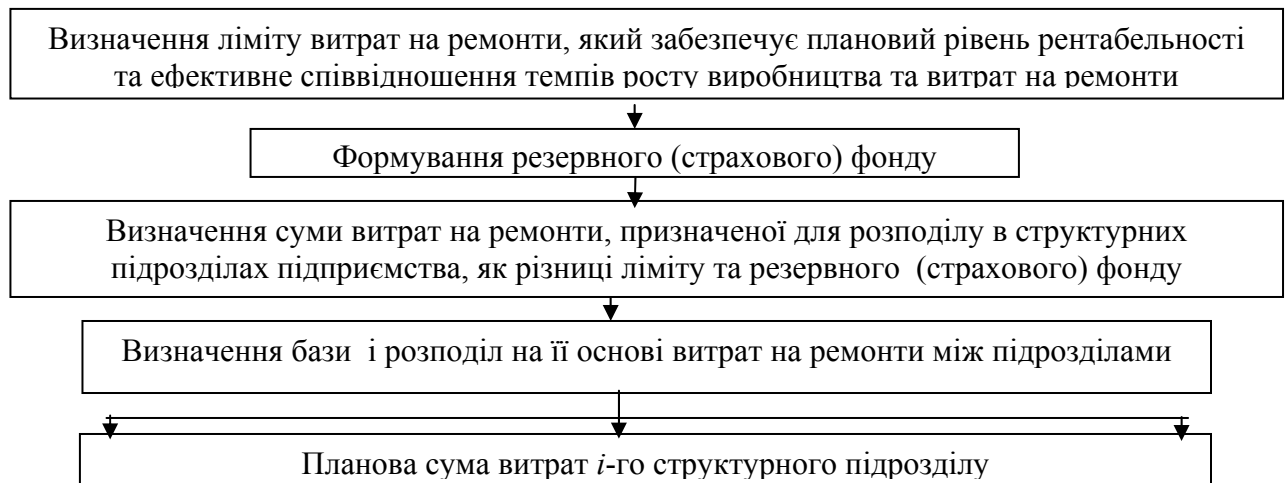 Визначення ліміту витрат на ремонти, який забезпечує плановий рівень рентабельності
та ефективне співвідношення темпів росту виробництва та витрат на ремонти
Формування резервного (страхового) фонду
Визначення суми витрат на ремонти, призначеної для розподілу в структурних
підрозділах підприємства, як різниці ліміту та резервного (страхового) фонду
Визначення бази і розподіл на її основі витрат на ремонти між підрозділами
Планова сума витрат i-го структурного підрозділу